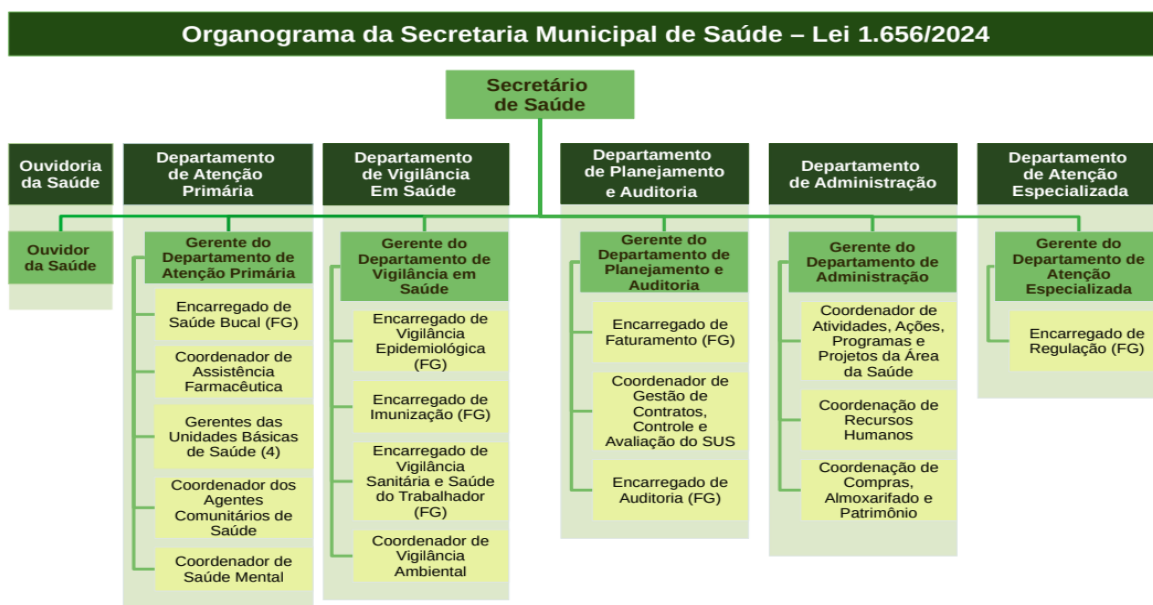 Organograma da Secretaria Municipal de Saúde – Lei 1.656/2024
Secretário
de Saúde
Ouvidoria
da Saúde
Ouvidor
da Saúde
Departamento
de Atenção
Primária
Gerente do
Departamento de
Atenção Primária
Encarregado de
Saúde Bucal (FG)
Coordenador de
Assistência
Farmacêutica
Gerentes das
Unidades Básicas
de Saúde (4)
Coordenador dos
Agentes
Comunitários de
Saúde
Coordenador de
Saúde Mental
Departamento
de Vigilância
Em Saúde
Gerente do
Departamento de
Vigilância em
Saúde
Encarregado de
Vigilância
Epidemiológica
(FG)
Encarregado de
Imunização (FG)
Encarregado de
Vigilância
Sanitária e Saúde
do Trabalhador
(FG)
Coordenador de
Vigilância
Ambiental
Departamento
de Planejamento
e Auditoria
Gerente do
Departamento de
Planejamento e
Auditoria
Encarregado de
Faturamento (FG)
Coordenador de
Gestão de
Contratos,
Controle e
Avaliação do SUS
Encarregado de
Auditoria (FG)
Departamento
de Administração
Gerente do
Departamento de
Administração
Coordenador de
Atividades, Ações,
Programas e
Projetos da Área
da Saúde
Coordenação de
Recursos
Humanos
Coordenação de
Compras,
Almoxarifado e
Patrimônio
Departamento
de Atenção
Especializada
Gerente do
Departamento de
Atenção
Especializada
Encarregado de
Regulação (FG)